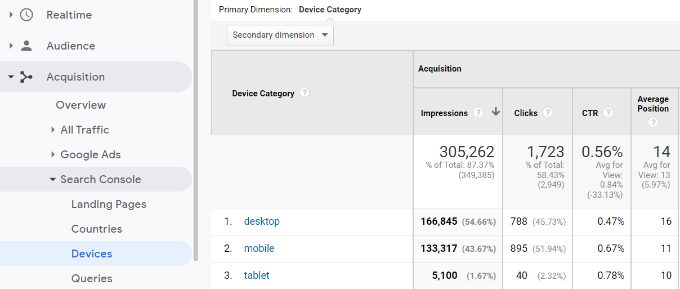 Realtime
Audience
Acquisition
Overview
All Traffic
Google Ads
Search Console
Landing Pages
Countries
Devices
Queries
Primary Dimension: Device Category
Secondary dimension
Device Category ?
Acquisition
Impressions ?
Clicks ?
CTR ?
Average
Position
?
305,262
% of Total: 87.37%
(349,385)
1,723
% of Total:
58.43%
(2,949)
0.56%
Avg for
View:
0.84%
(-33.13%)
14
Avg for
View: 13
(5.97%)
1. desktop 166,845 (54.66%) 788 (45.73%) 0.47% 16
2. mobile 133,317 (43.67%) 895 (51.94%) 0.67% 11
3. tablet 5,100 (1.67%) 40 (2.32%) 0.78% 10